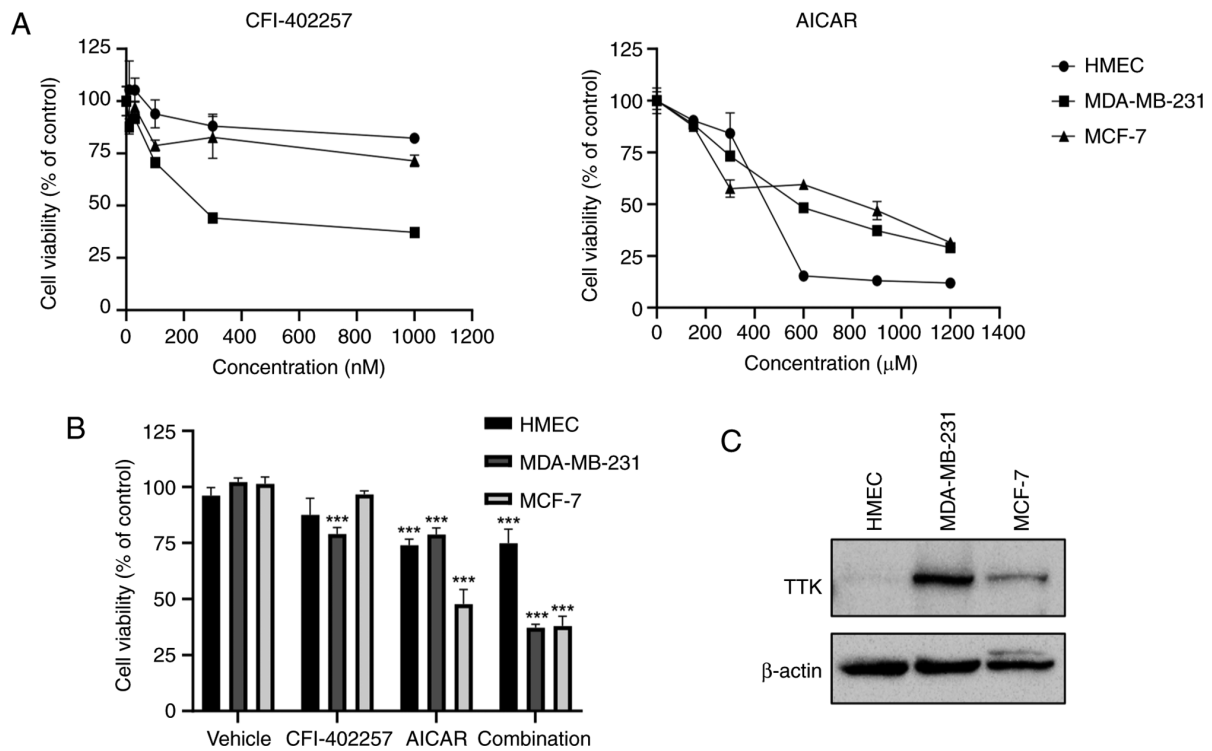 A
CFI-402257
125
100
75
50
25
0
Cell viability (% of control)
0 200 400 600 800 1000 1200
Concentration (nM)
AICAR
125
100
75
50
25
0
Cell viability (% of control)
0 200 400 600 800 1000 1200 1400
Concentration (μM)
HMEC
MDA-MB-231
MCF-7
B
125
100
75
50
25
0
Cell viability (% of control)
HMEC
MDA-MB-231
MCF-7
***
***
***
***
***
***
***
Vehicle CFI-402257 AICAR Combination
C
HMEC
MDA-MB-231
MCF-7
TTK
β-actin